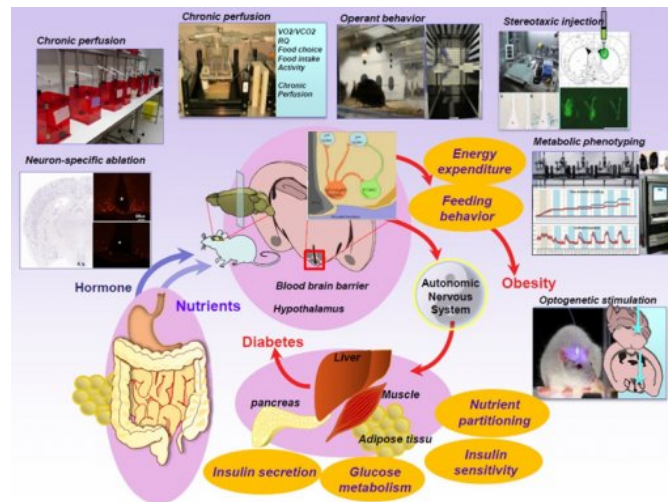 Chronic perfusion
Chronic perfusion
VO2/VCO2
RQ
Food choice
Food intake
Activity
Chronic
Perfusion
Operant behavior
Stereotaxic injection
Neuron-specific ablation
Energy
expenditure
Feeding
behavior
Metabolic phenotyping
Hormone
Nutrients
Blood brain barrier
Hypothalamus
Autonomic
Nervous
System
Obesity
Optogenetic stimulation
Diabetes
Liver
pancreas
Muscle
Adipose tissu
Nutrient
partitioning
Insulin secretion
Glucose
metabolism
Insulin
sensitivity